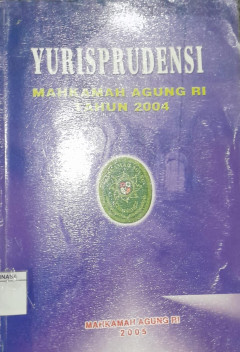 YURISPRUDENSI
MAHKAMAH AGUNG RI
TAHUN 2004
MAHKAMAH AGUNG RI
2005